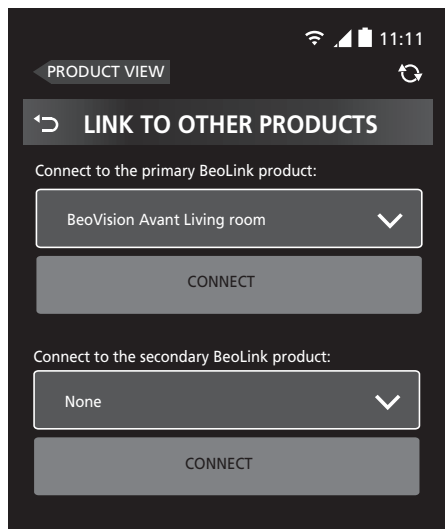 11:11
PRODUCT VIEW
LINK TO OTHER PRODUCTS
Connect to the primary BeoLink product:
BeoVision Avant Living room
CONNECT
Connect to the secondary BeoLink product:
None
CONNECT